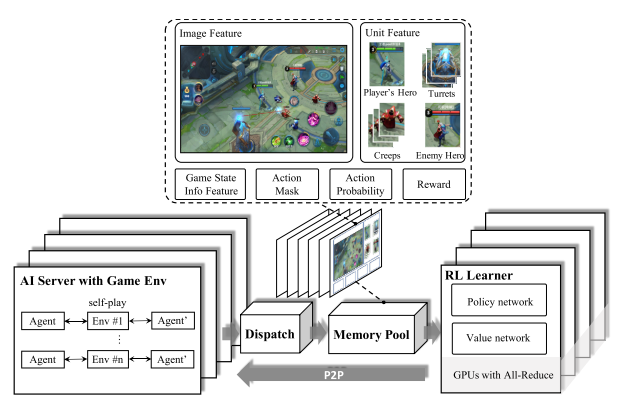 Image Feature
Unit Feature
Player's Hero
Turrets
Creeps
Enemy Hero
Game State
Info Feature
Action
Mask
Action
Probability
Reward
AI Server with Game Env
self-play
Agent
Env #1
Agent'
⋮
Agent
Env #n
Agent'
Dispatch
Memory Pool
RL Learner
Policy network
Value network
GPUs with All-Reduce
P2P